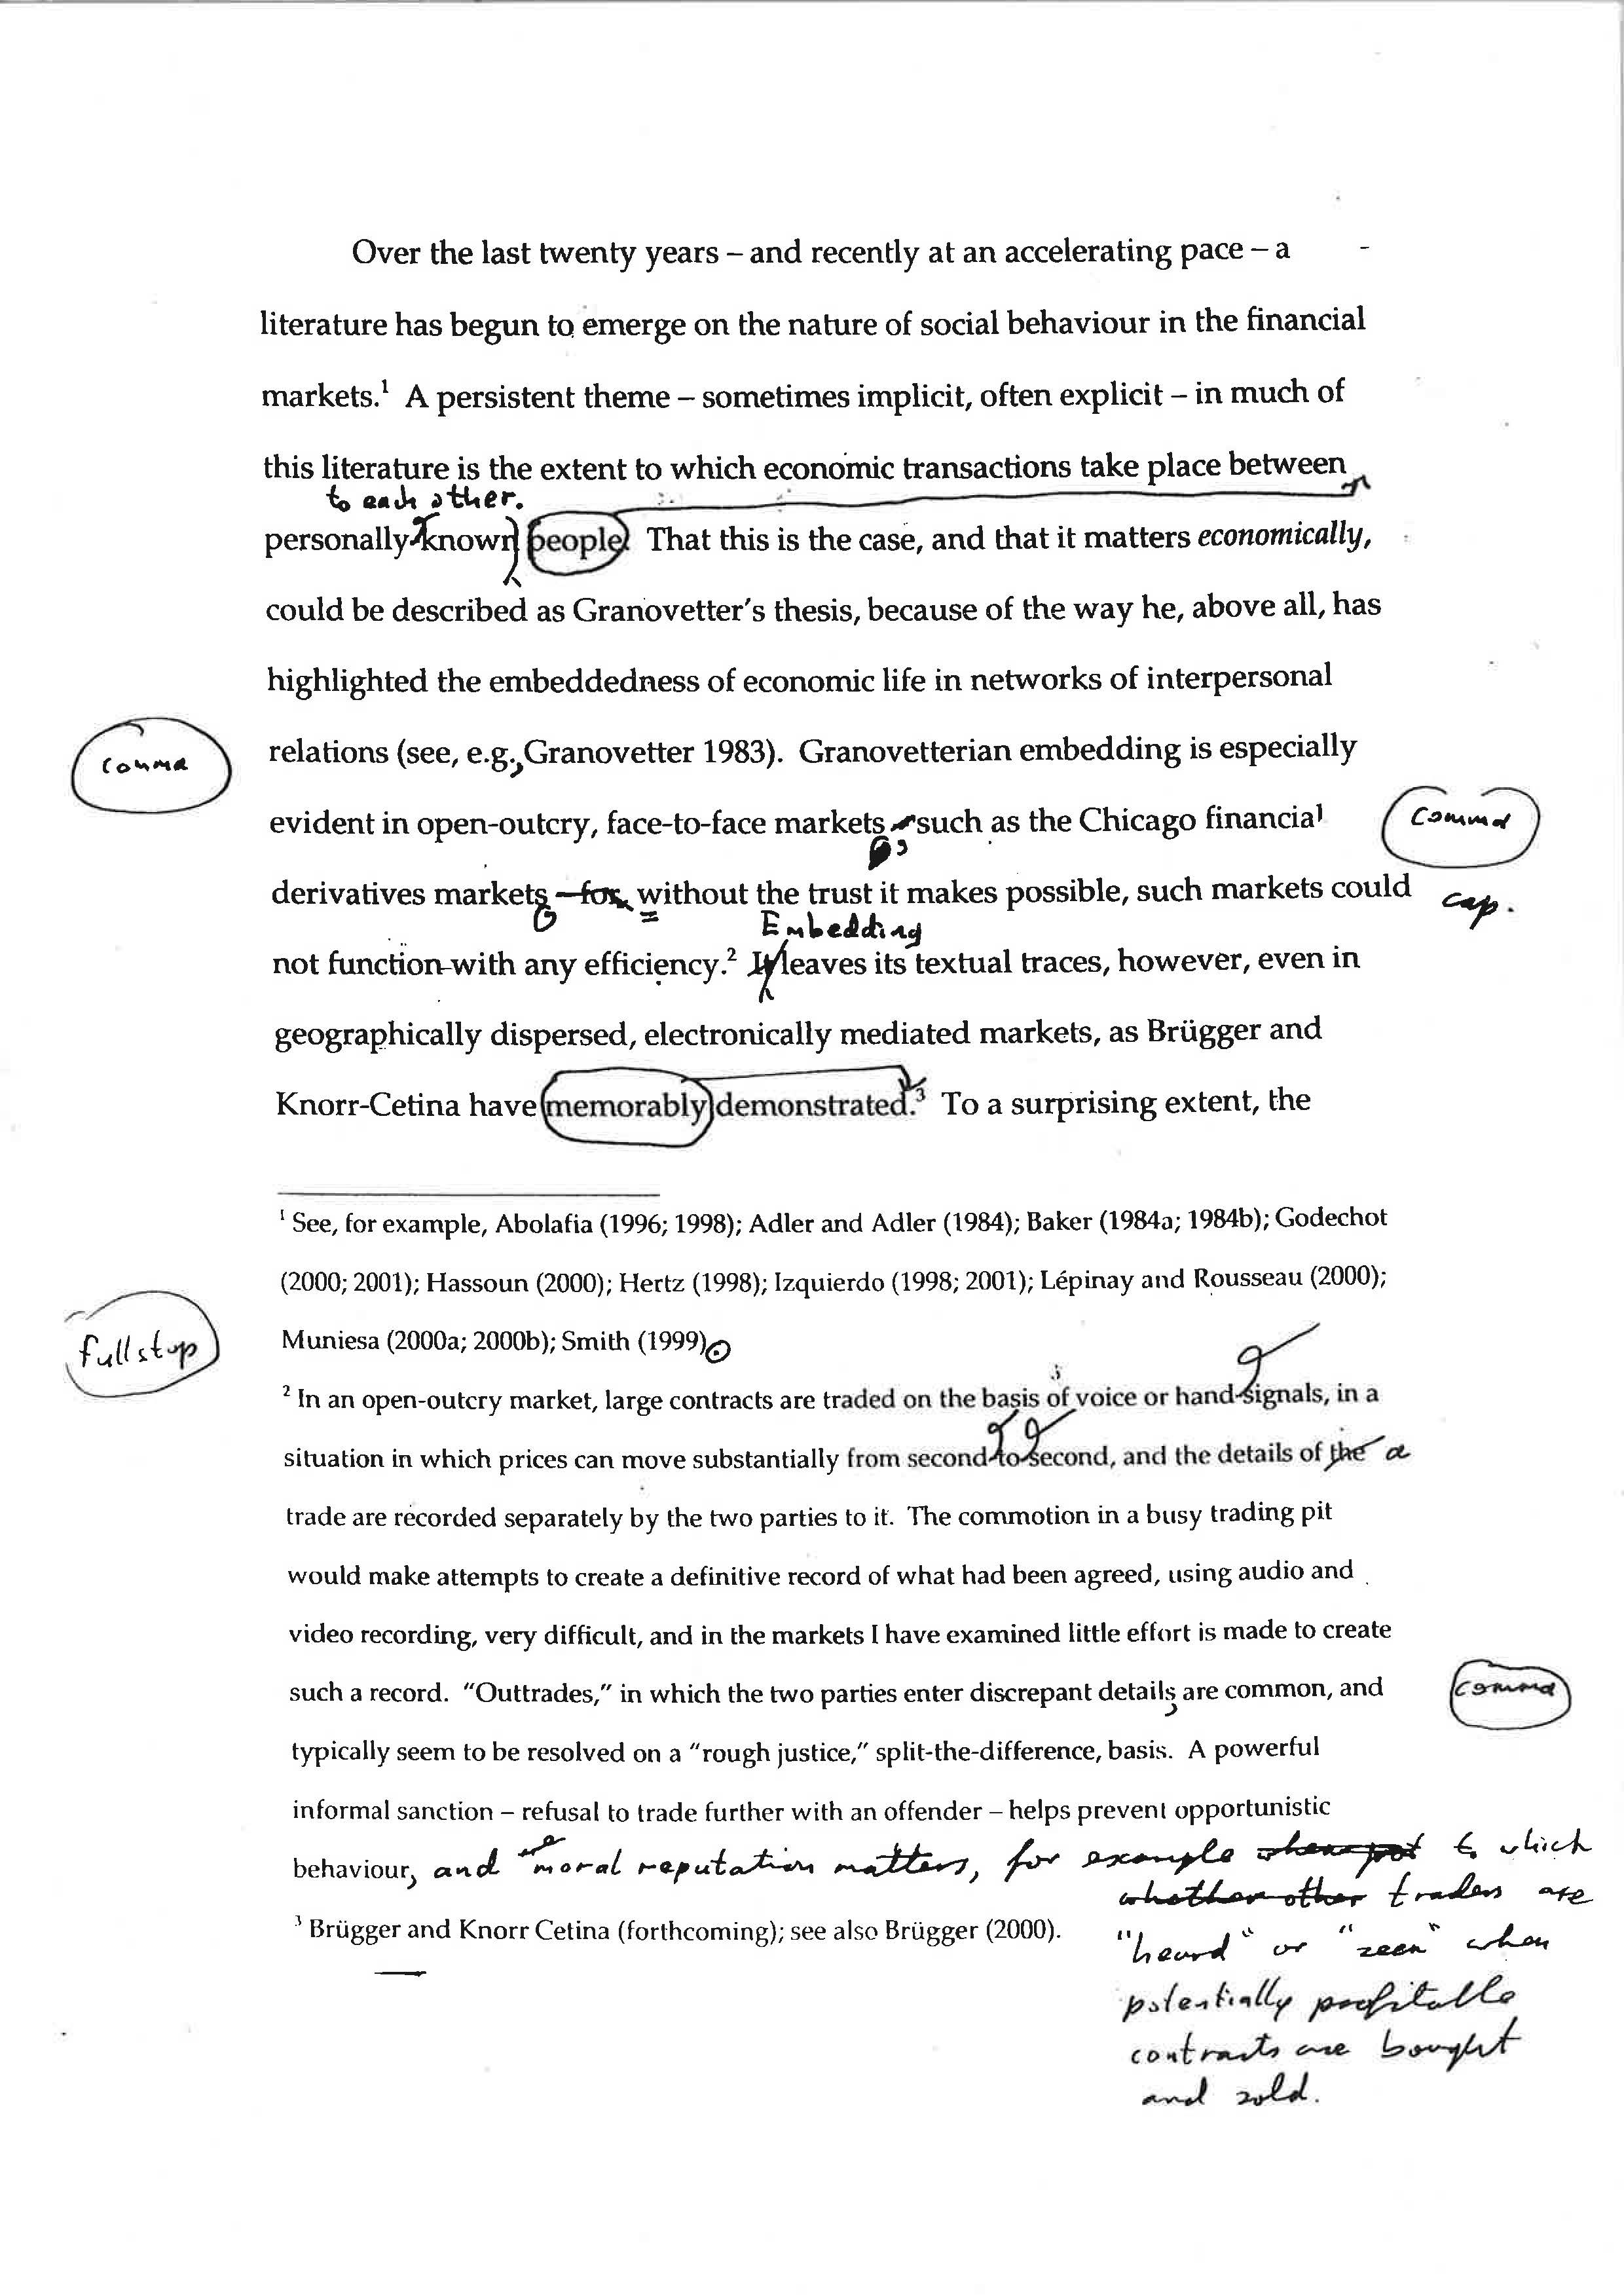 Over the last twenty years – and recently at an accelerating pace – a
literature has begun to emerge on the nature of social behaviour in the financial
markets.¹ A persistent theme – sometimes implicit, often explicit – in much of
this literature is the extent to which economic transactions take place between
to each other.
personally-known people. That this is the case, and that it matters economically,
could be described as Granovetter's thesis, because of the way he, above all, has
highlighted the embeddedness of economic life in networks of interpersonal
comma
relations (see, e.g., Granovetter 1983). Granovetterian embedding is especially
evident in open-outcry, face-to-face markets, such as the Chicago financial
comma
derivatives markets – for without the trust it makes possible, such markets could
cap.
Embedding
not function with any efficiency.² It leaves its textual traces, however, even in
geographically dispersed, electronically mediated markets, as Brügger and
Knorr-Cetina have memorably demonstrated.³ To a surprising extent, the
¹ See, for example, Abolafia (1996; 1998); Adler and Adler (1984); Baker (1984a; 1984b); Godechot
(2000; 2001); Hassoun (2000); Hertz (1998); Izquierdo (1998; 2001); Lépinay and Rousseau (2000);
full stop
Muniesa (2000a; 2000b); Smith (1999).
² In an open-outcry market, large contracts are traded on the basis of voice or hand-signals, in a
situation in which prices can move substantially from second-to-second, and the details of the a
trade are recorded separately by the two parties to it. The commotion in a busy trading pit
would make attempts to create a definitive record of what had been agreed, using audio and
video recording, very difficult, and in the markets I have examined little effort is made to create
such a record. "Outtrades," in which the two parties enter discrepant details, are common, and
comma
typically seem to be resolved on a "rough justice," split-the-difference, basis. A powerful
informal sanction – refusal to trade further with an offender – helps prevent opportunistic
behaviour, and moral reputation matters, for example to which
whether other traders are
³ Brügger and Knorr Cetina (forthcoming); see also Brügger (2000).
"heard" or "seen" when
potentially profitable
contracts are bought
and sold.